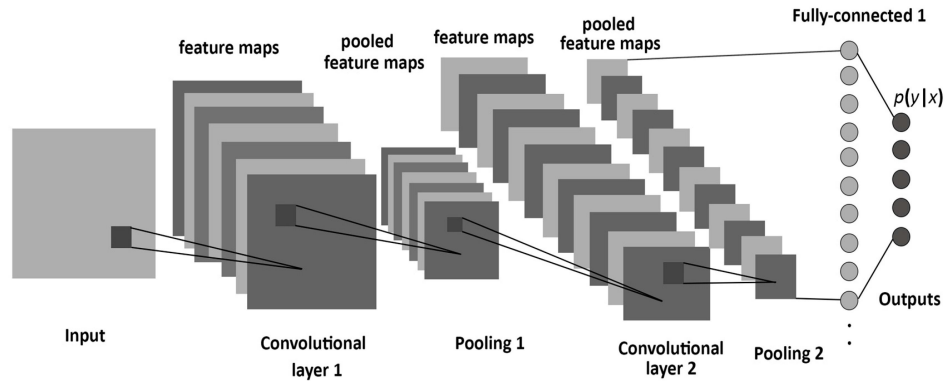 Fully-connected 1
feature maps
pooled
feature maps
feature maps
pooled
feature maps
p(y|x)
Input
Convolutional
layer 1
Pooling 1
Convolutional
layer 2
Pooling 2
Outputs